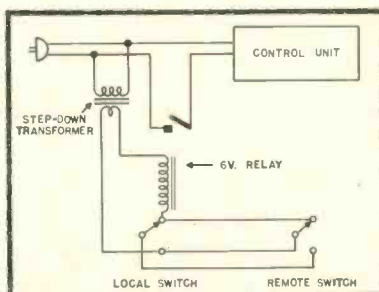 CONTROL UNIT
STEP-DOWN
TRANSFORMER
6V. RELAY
LOCAL SWITCH
REMOTE SWITCH